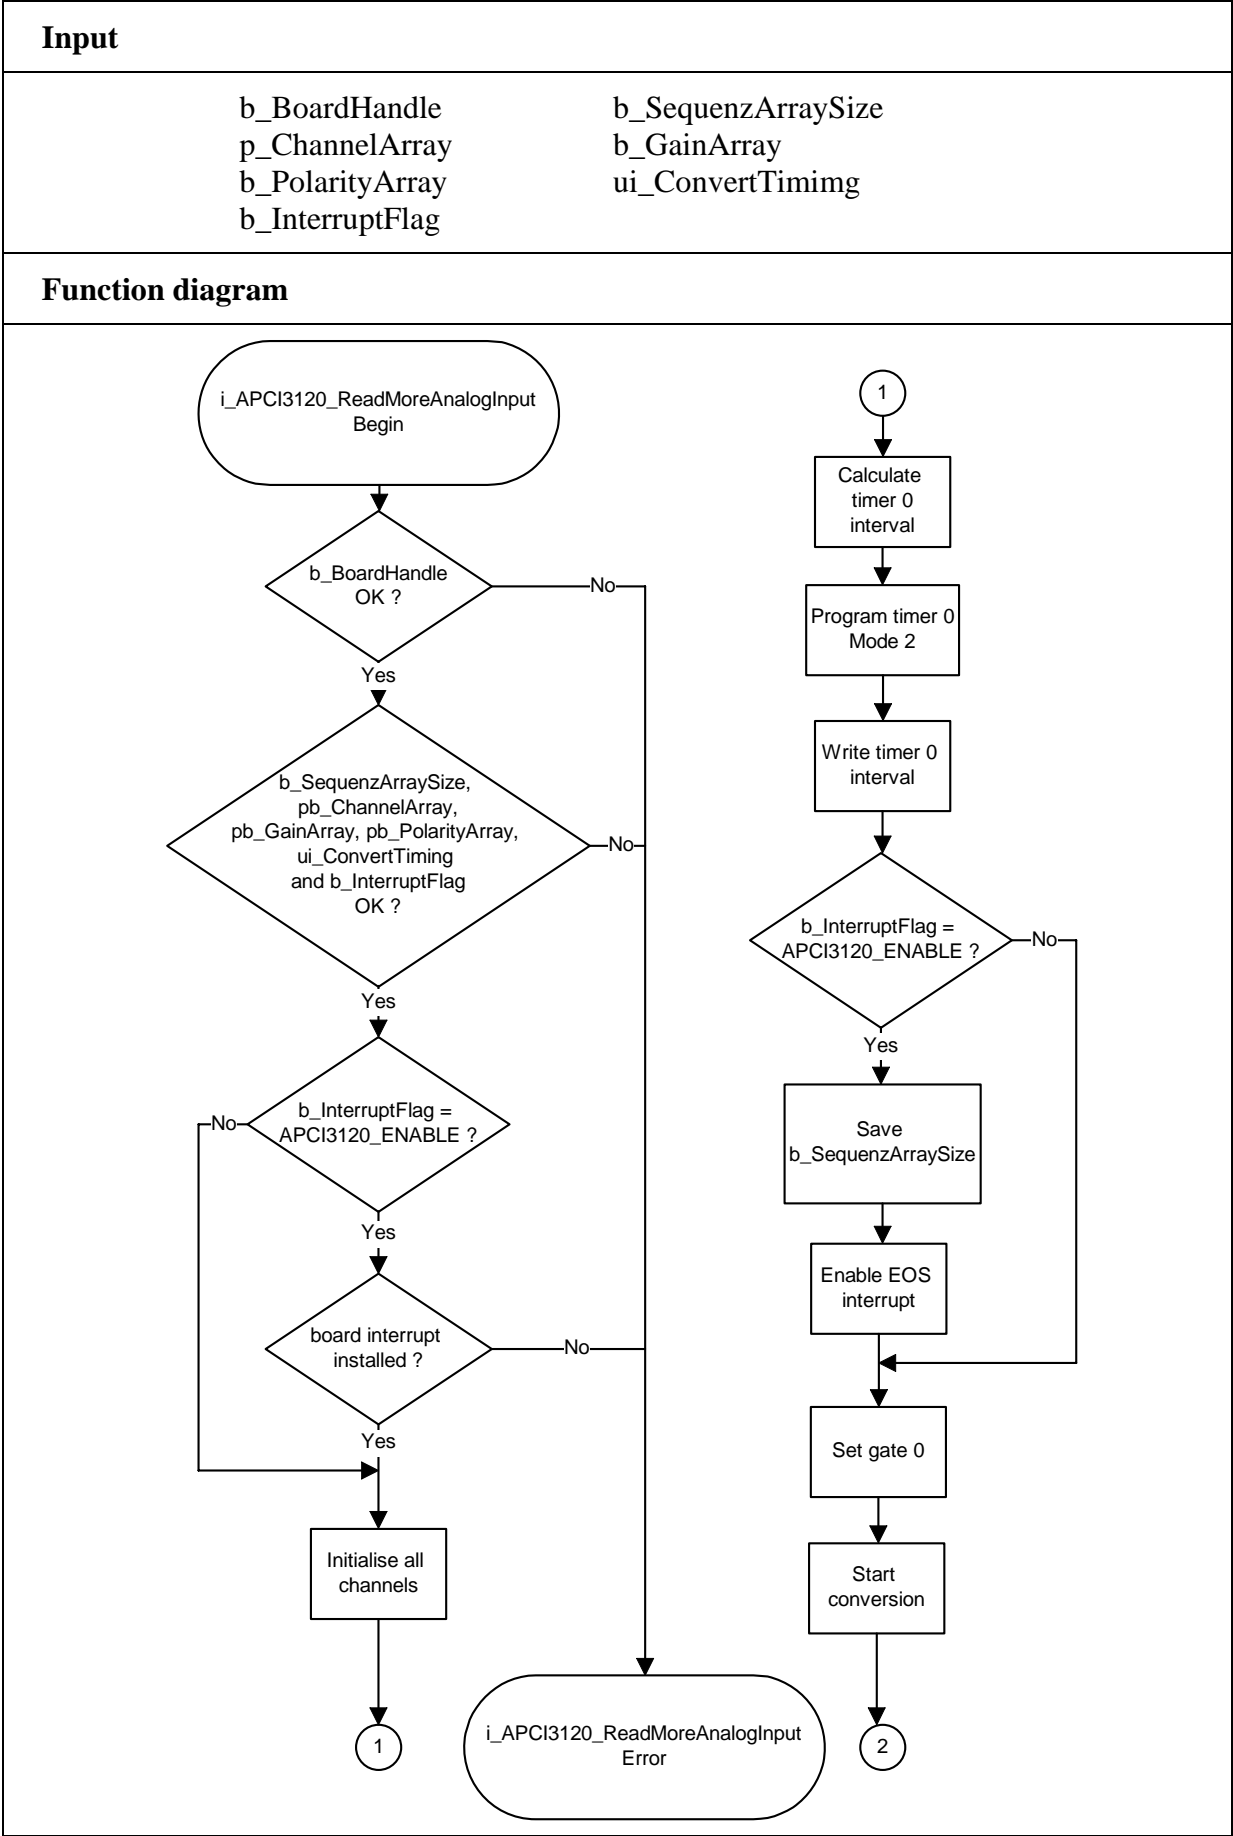 Input
b_BoardHandle
b_SequenzArraySize
p_ChannelArray
b_GainArray
b_PolarityArray
ui_ConvertTimimg
b_InterruptFlag
Function diagram
i_APCI3120_ReadMoreAnalogInput
Begin
b_BoardHandle
OK ?
No
Yes
b_SequenzArraySize,
pb_ChannelArray,
pb_GainArray, pb_PolarityArray,
ui_ConvertTiming
and b_InterruptFlag
OK ?
No
Yes
b_InterruptFlag =
APCI3120_ENABLE ?
No
Yes
board interrupt
installed ?
No
Yes
Initialise all
channels
1
i_APCI3120_ReadMoreAnalogInput
Error
1
Calculate
timer 0
interval
Program timer 0
Mode 2
Write timer 0
interval
b_InterruptFlag =
APCI3120_ENABLE ?
No
Yes
Save
b_SequenzArraySize
Enable EOS
interrupt
Set gate 0
Start
conversion
2